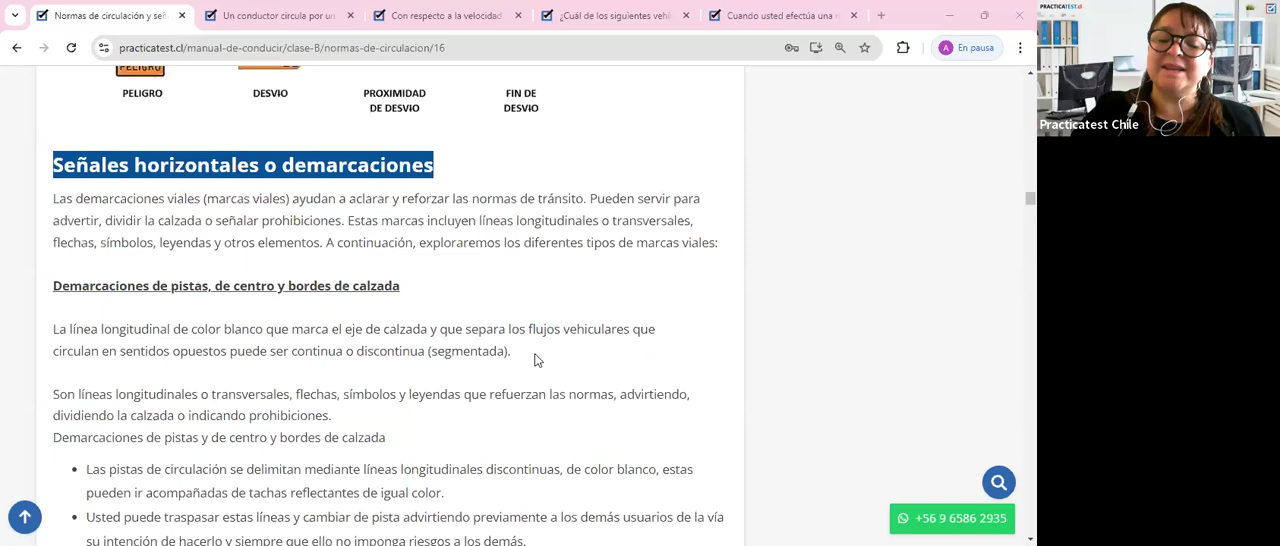 Normas de circulación y señ
Un conductor circula por un
Con respecto a la velocidad
¿Cuál de los siguientes vehí
Cuando usted efectúa una m
practicatest.cl/manual-de-conducir/clase-B/normas-de-circulacion/16
A
En pausa
PRACTICATEST.cl
Practicatest Chile
PELIGRO
PELIGRO
DESVIO
PROXIMIDAD
DE DESVIO
FIN DE
DESVIO
Señales horizontales o demarcaciones
Las demarcaciones viales (marcas viales) ayudan a aclarar y reforzar las normas de tránsito. Pueden servir para
advertir, dividir la calzada o señalar prohibiciones. Estas marcas incluyen líneas longitudinales o transversales,
flechas, símbolos, leyendas y otros elementos. A continuación, exploraremos los diferentes tipos de marcas viales:
Demarcaciones de pistas, de centro y bordes de calzada
La línea longitudinal de color blanco que marca el eje de calzada y que separa los flujos vehiculares que
circulan en sentidos opuestos puede ser continua o discontinua (segmentada).
Son líneas longitudinales o transversales, flechas, símbolos y leyendas que refuerzan las normas, advirtiendo,
dividiendo la calzada o indicando prohibiciones.
Demarcaciones de pistas y de centro y bordes de calzada
• Las pistas de circulación se delimitan mediante líneas longitudinales discontinuas, de color blanco, estas
pueden ir acompañadas de tachas reflectantes de igual color.
• Usted puede traspasar estas líneas y cambiar de pista advirtiendo previamente a los demás usuarios de la vía
su intención de hacerlo y siempre que ello no imponga riesgos a los demás.
+56 9 6586 2935